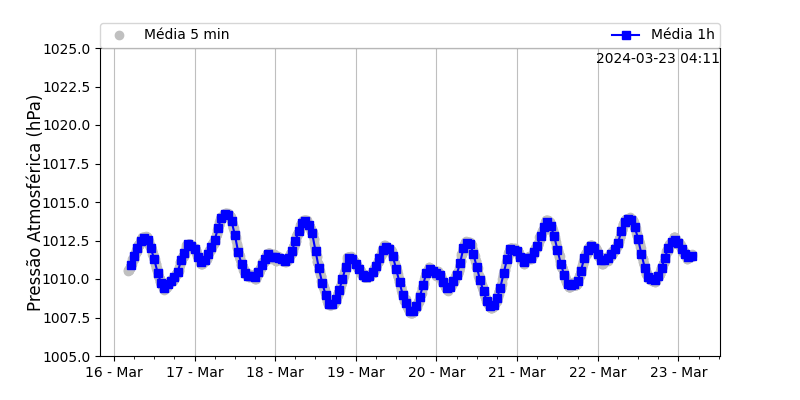 Média 5 min
Média 1h
2024-03-23 04:11
Pressão Atmosférica (hPa)
1025.0
1022.5
1020.0
1017.5
1015.0
1012.5
1010.0
1007.5
1005.0
16 - Mar
17 - Mar
18 - Mar
19 - Mar
20 - Mar
21 - Mar
22 - Mar
23 - Mar